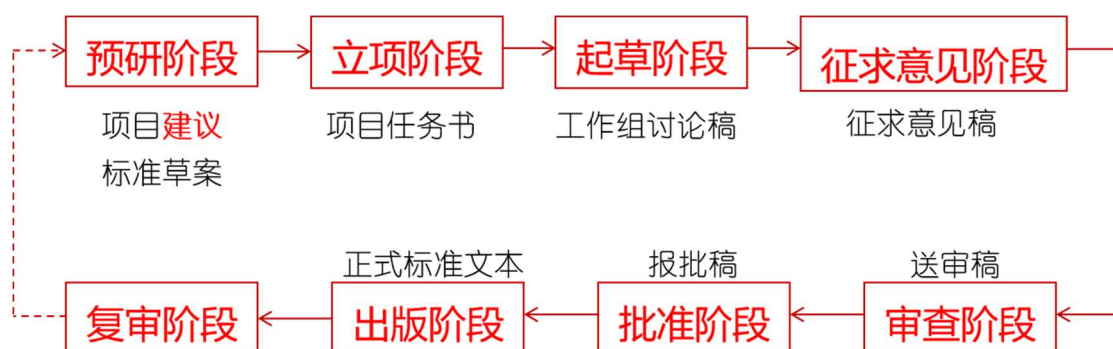 预研阶段
立项阶段
起草阶段
征求意见阶段
项目建议
标准草案
项目任务书
工作组讨论稿
征求意见稿
正式标准文本
报批稿
送审稿
复审阶段
出版阶段
批准阶段
审查阶段